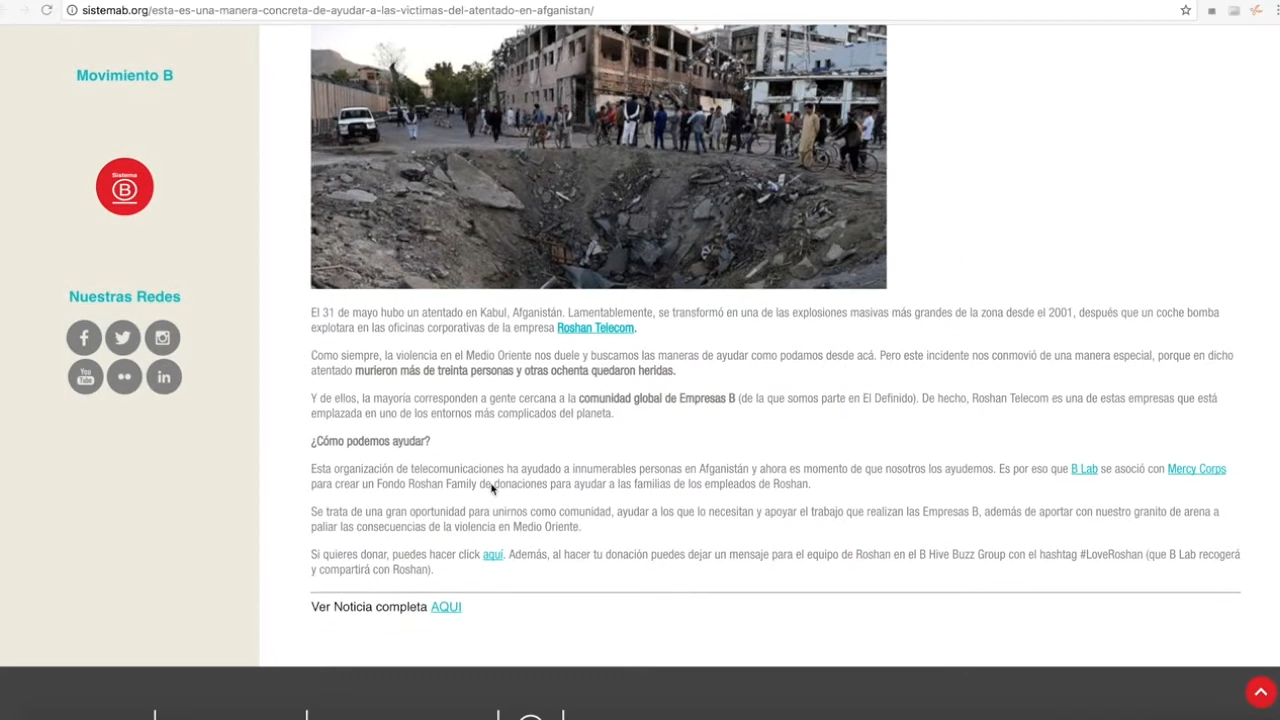 sistemab.org/esta-es-una-manera-concreta-de-ayudar-a-las-victimas-del-atentado-en-afganistan/
Movimiento B
Sistema
B
Nuestras Redes
You
Tube
in
El 31 de mayo hubo un atentado en Kabul, Afganistán. Lamentablemente, se transformó en una de las explosiones masivas más grandes de la zona desde el 2001, después que un coche bomba
explotara en las oficinas corporativas de la empresa Roshan Telecom.
Como siempre, la violencia en el Medio Oriente nos duele y buscamos las maneras de ayudar como podamos desde acá. Pero este incidente nos conmovió de una manera especial, porque en dicho
atentado murieron más de treinta personas y otras ochenta quedaron heridas.
Y de ellos, la mayoría corresponden a gente cercana a la comunidad global de Empresas B (de la que somos parte en El Definido). De hecho, Roshan Telecom es una de estas empresas que está
emplazada en uno de los entornos más complicados del planeta.
¿Cómo podemos ayudar?
Esta organización de telecomunicaciones ha ayudado a innumerables personas en Afganistán y ahora es momento de que nosotros los ayudemos. Es por eso que B Lab se asoció con Mercy Corps
para crear un Fondo Roshan Family de donaciones para ayudar a las familias de los empleados de Roshan.
Se trata de una gran oportunidad para unirnos como comunidad, ayudar a los que lo necesitan y apoyar el trabajo que realizan las Empresas B, además de aportar con nuestro granito de arena a
paliar las consecuencias de la violencia en Medio Oriente.
Si quieres donar, puedes hacer click aquí. Además, al hacer tu donación puedes dejar un mensaje para el equipo de Roshan en el B Hive Buzz Group con el hashtag #LoveRoshan (que B Lab recogerá
y compartirá con Roshan).
Ver Noticia completa AQUI